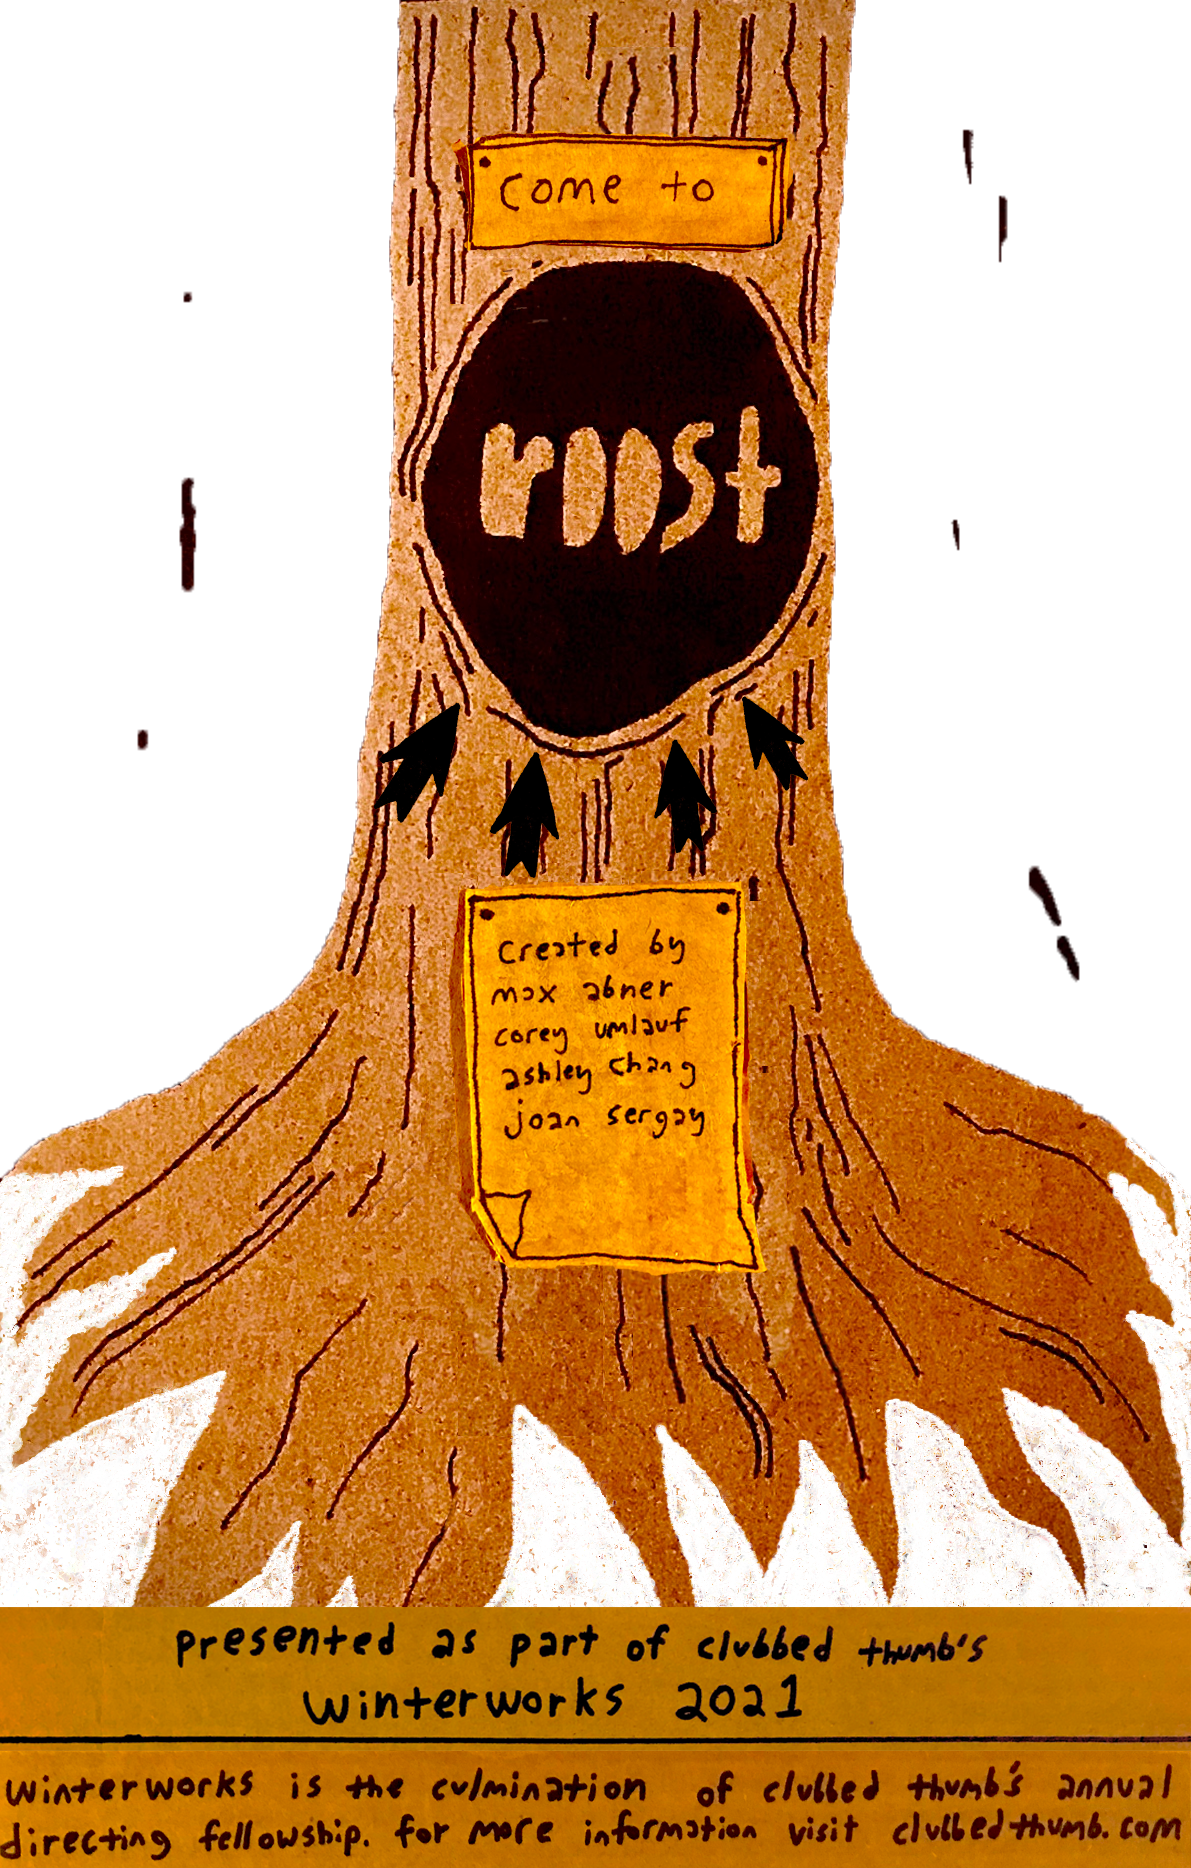 come to
roost
created by
max abner
corey umlauf
ashley chang
joan sergay
presented as part of clubbed thumb's
winterworks 2021
winterworks is the culmination of clubbed thumb's annual
directing fellowship. for more information visit clubbedthumb.com